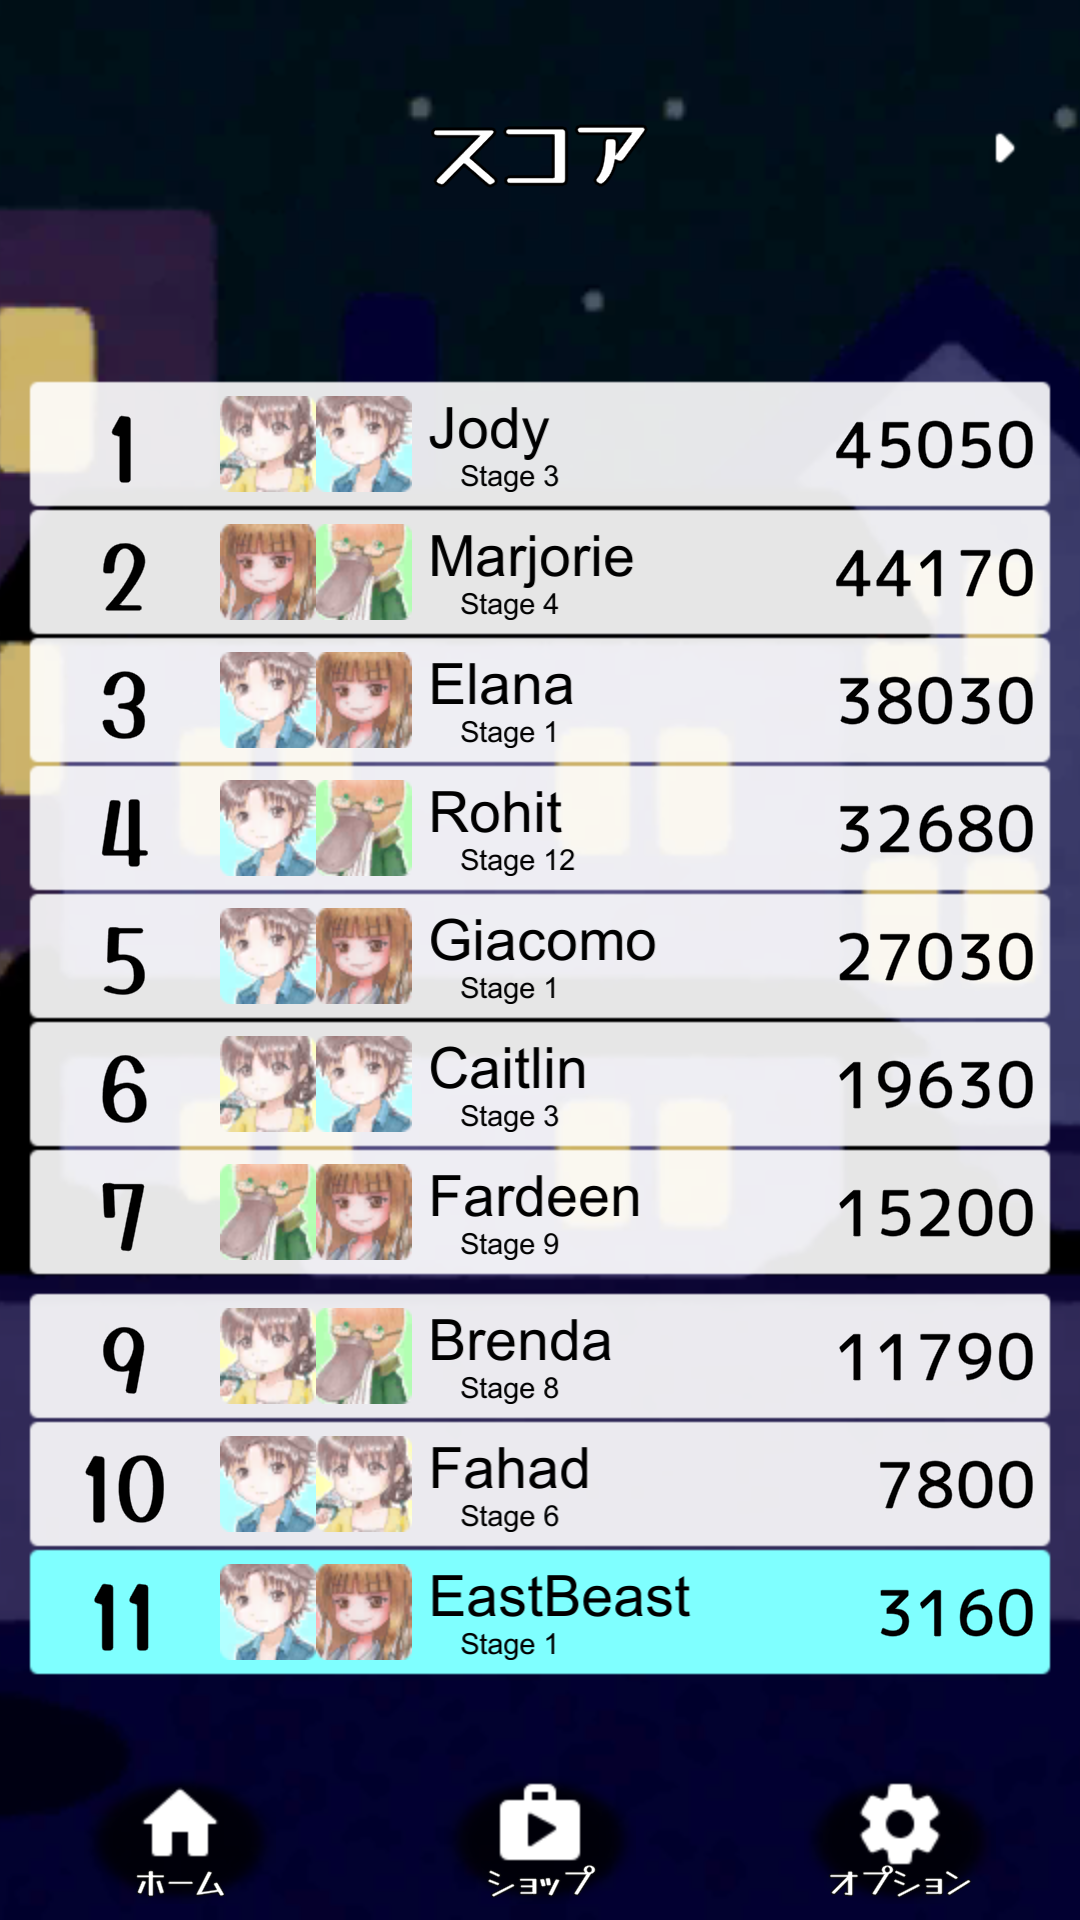 スコア
1 Jody 45050
Stage 3
2 Marjorie 44170
Stage 4
3 Elana 38030
Stage 1
4 Rohit 32680
Stage 12
5 Giacomo 27030
Stage 1
6 Caitlin 19630
Stage 3
7 Fardeen 15200
Stage 9
9 Brenda 11790
Stage 8
10 Fahad 7800
Stage 6
11 EastBeast 3160
Stage 1
ホーム ショップ オプション